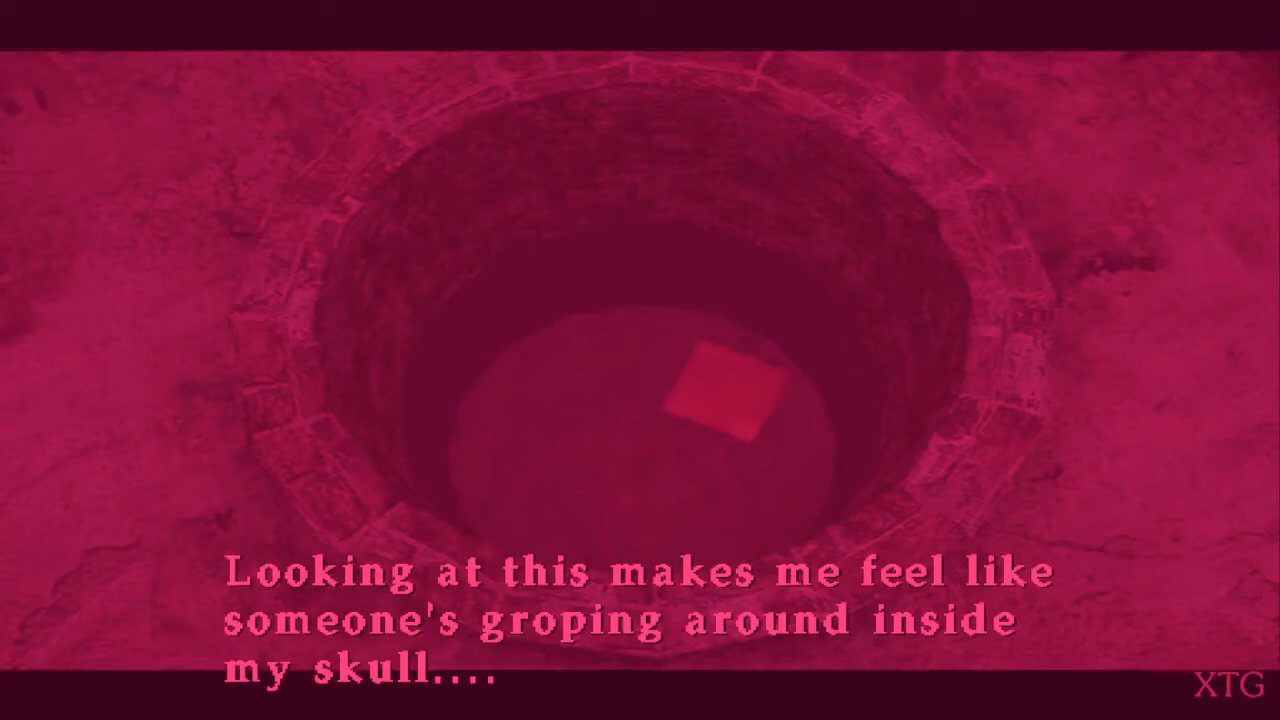 Looking at this makes me feel like
someone's groping around inside
my skull....
XTG